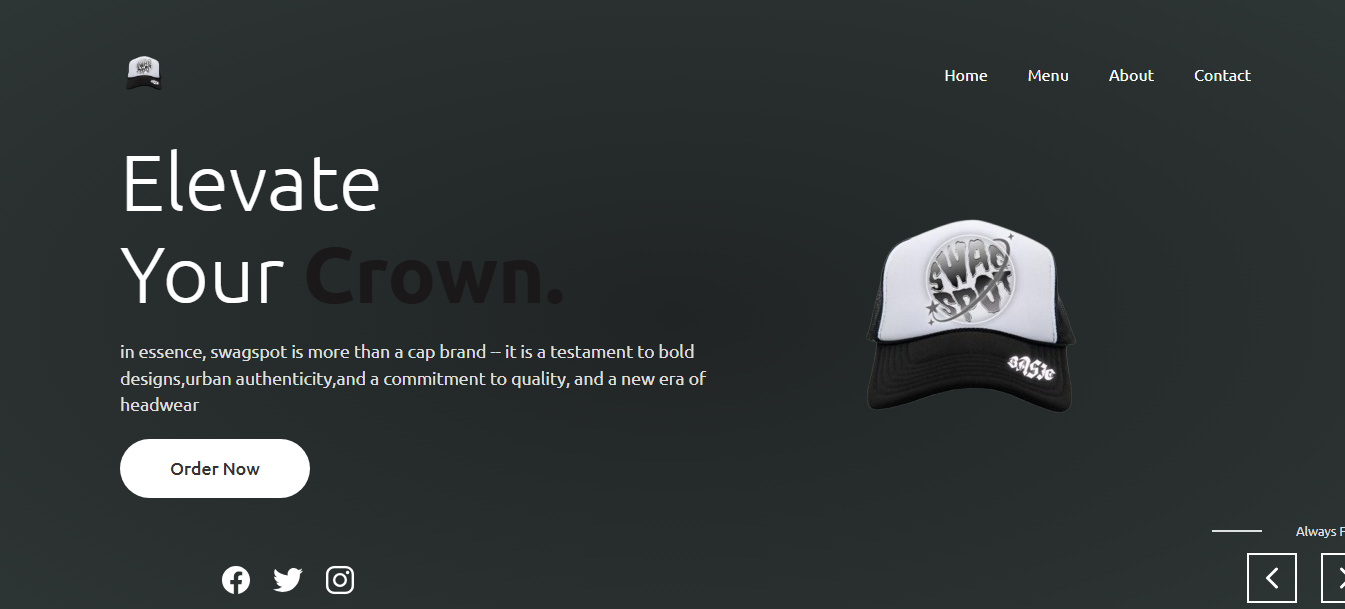 Home Menu About Contact
Elevate
Your Crown.
SWAG
SPOT
BASIC
in essence, swagspot is more than a cap brand -- it is a testament to bold
designs,urban authenticity,and a commitment to quality, and a new era of
headwear
Order Now
Always F